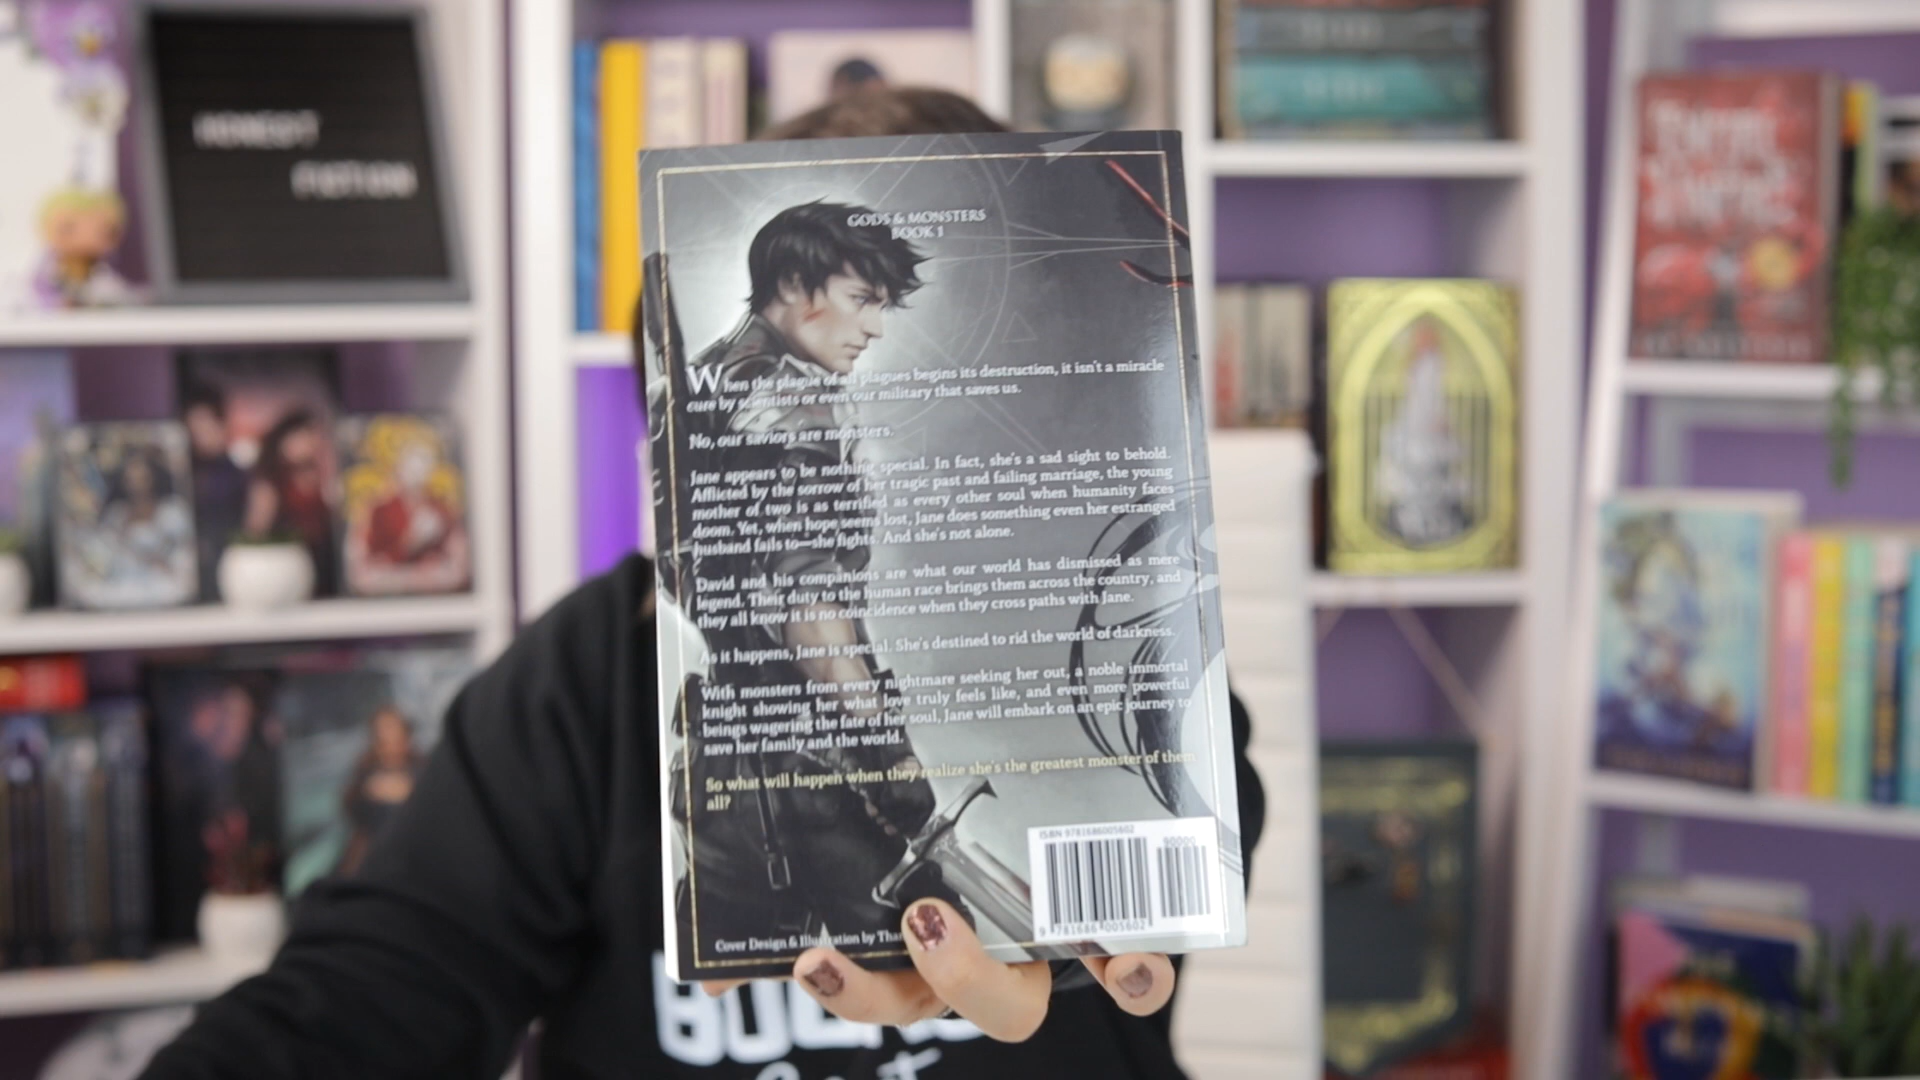 HONEST
FICTION
GODS & MONSTERS
BOOK 1
When the plague of all plagues begins its destruction, it isn't a miracle
cure by scientists or even our military that saves us.
No, our saviors are monsters.
Jane appears to be nothing special. In fact, she's a sad sight to behold.
Afflicted by the sorrow of her tragic past and failing marriage, the young
mother of two is as terrified as every other soul when humanity faces
doom. Yet, when hope seems lost, Jane does something even her estranged
husband fails to—she fights. And she's not alone.
David and his companions are what our world has dismissed as mere
legend. Their duty to the human race brings them across the country, and
they all know it is no coincidence when they cross paths with Jane.
As it happens, Jane is special. She's destined to rid the world of darkness.
With monsters from every nightmare seeking her out, a noble immortal
knight showing her what love truly feels like, and even more powerful
beings wagering the fate of her soul, Jane will embark on an epic journey to
save her family and the world.
So what will happen when they realize she's the greatest monster of them
all?
ISBN 9781686005602
90000
9 781686 005602
Cover Design & Illustration by